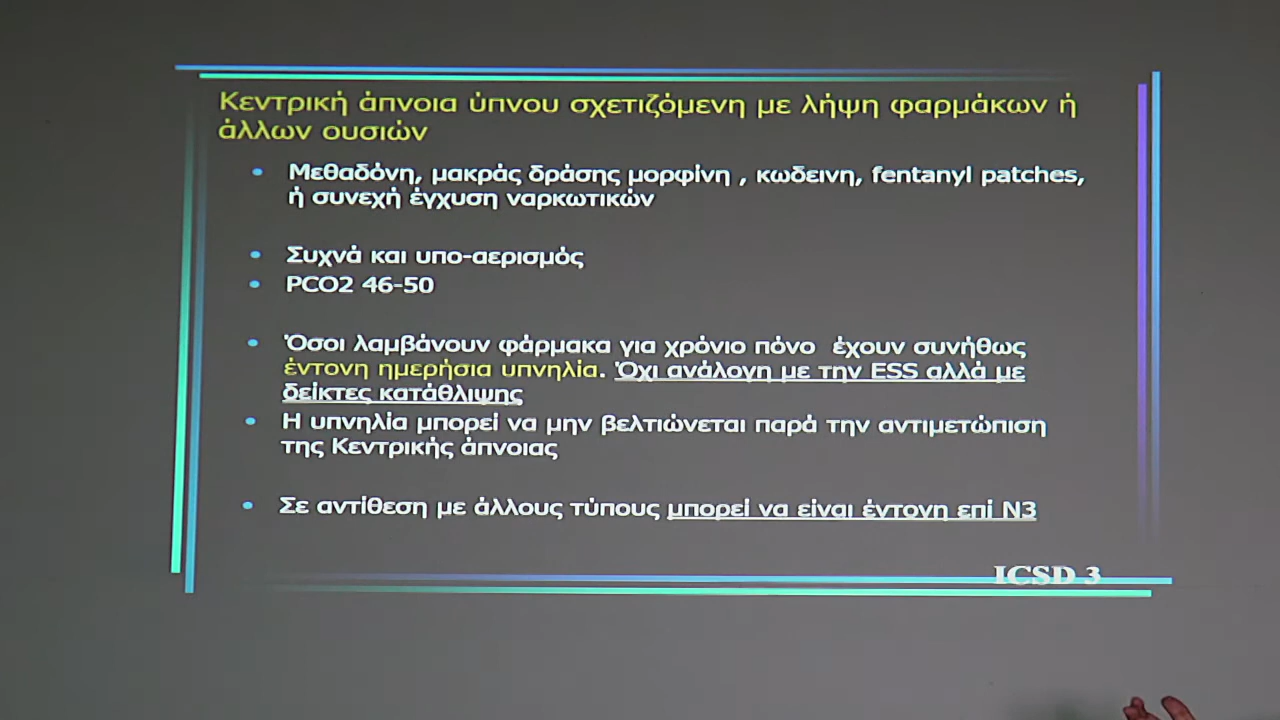 Κεντρική άπνοια ύπνου σχετιζόμενη με λήψη φαρμάκων ή
άλλων ουσιών
• Μεθαδόνη, μακράς δράσης μορφίνη , κωδεινη, fentanyl patches,
ή συνεχή έγχυση ναρκωτικών
• Συχνά και υπο-αερισμός
• PCO2 46-50
• Όσοι λαμβάνουν φάρμακα για χρόνιο πόνο έχουν συνήθως
έντονη ημερήσια υπνηλία. Όχι ανάλογη με την ESS αλλά με
δείκτες κατάθλιψης
• Η υπνηλία μπορεί να μην βελτιώνεται παρά την αντιμετώπιση
της Κεντρικής άπνοιας
• Σε αντίθεση με άλλους τύπους μπορεί να είναι έντονη επί N3
ICSD 3